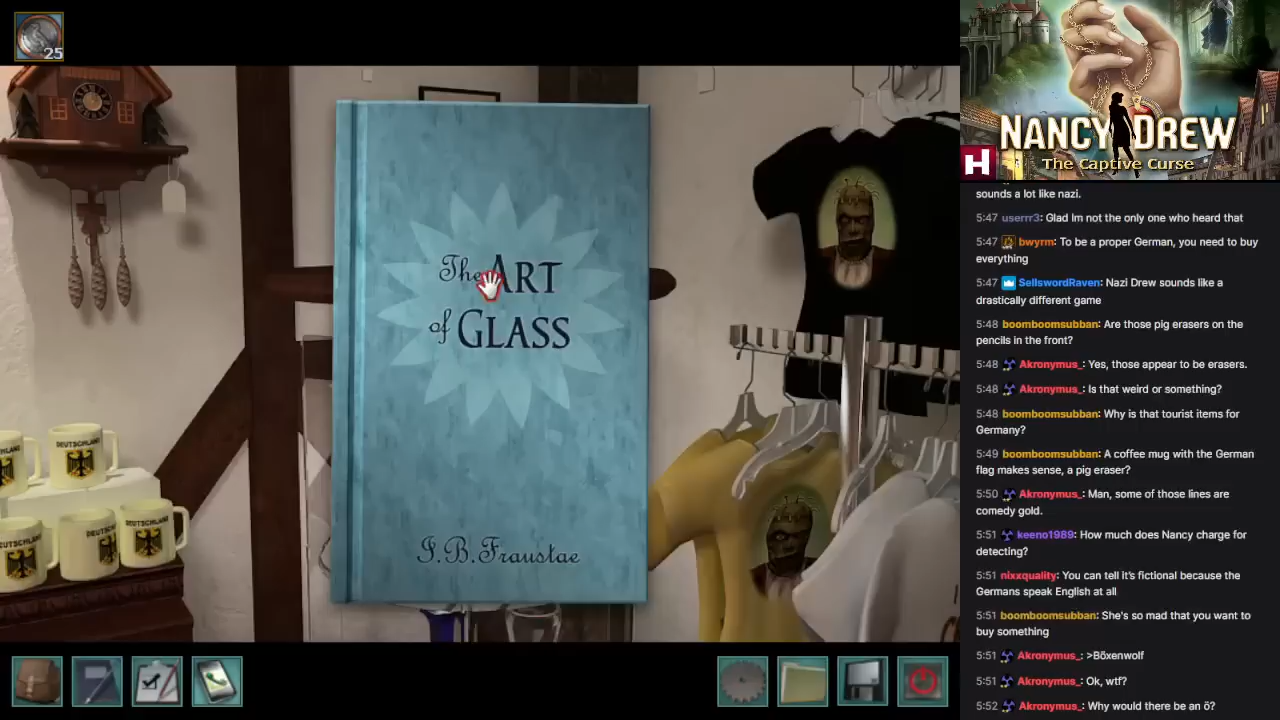 25
The ART
of GLASS
J.B.Fraustae
DEUTSCHLAND
DEUTSCHLAND
H
NANCY DREW
The Captive Curse
sounds a lot like nazi.
5:47 userrr3: Glad Im not the only one who heard that
5:47 bwyrm: To be a proper German, you need to buy
everything
5:47 SellswordRaven: Nazi Drew sounds like a
drastically different game
5:48 boomboomsubban: Are those pig erasers on the
pencils in the front?
5:48 Akronymus_: Yes, those appear to be erasers.
5:48 Akronymus_: Is that weird or something?
5:48 boomboomsubban: Why is that tourist items for
Germany?
5:49 boomboomsubban: A coffee mug with the German
flag makes sense, a pig eraser?
5:50 Akronymus_: Man, some of those lines are
comedy gold.
5:51 keeno1989: How much does Nancy charge for
detecting?
5:51 nixxquality: You can tell it's fictional because the
Germans speak English at all
5:51 boomboomsubban: She's so mad that you want to
buy something
5:51 Akronymus_: >Böxenwolf
5:51 Akronymus_: Ok, wtf?
5:52 Akronymus_: Why would there be an ö?